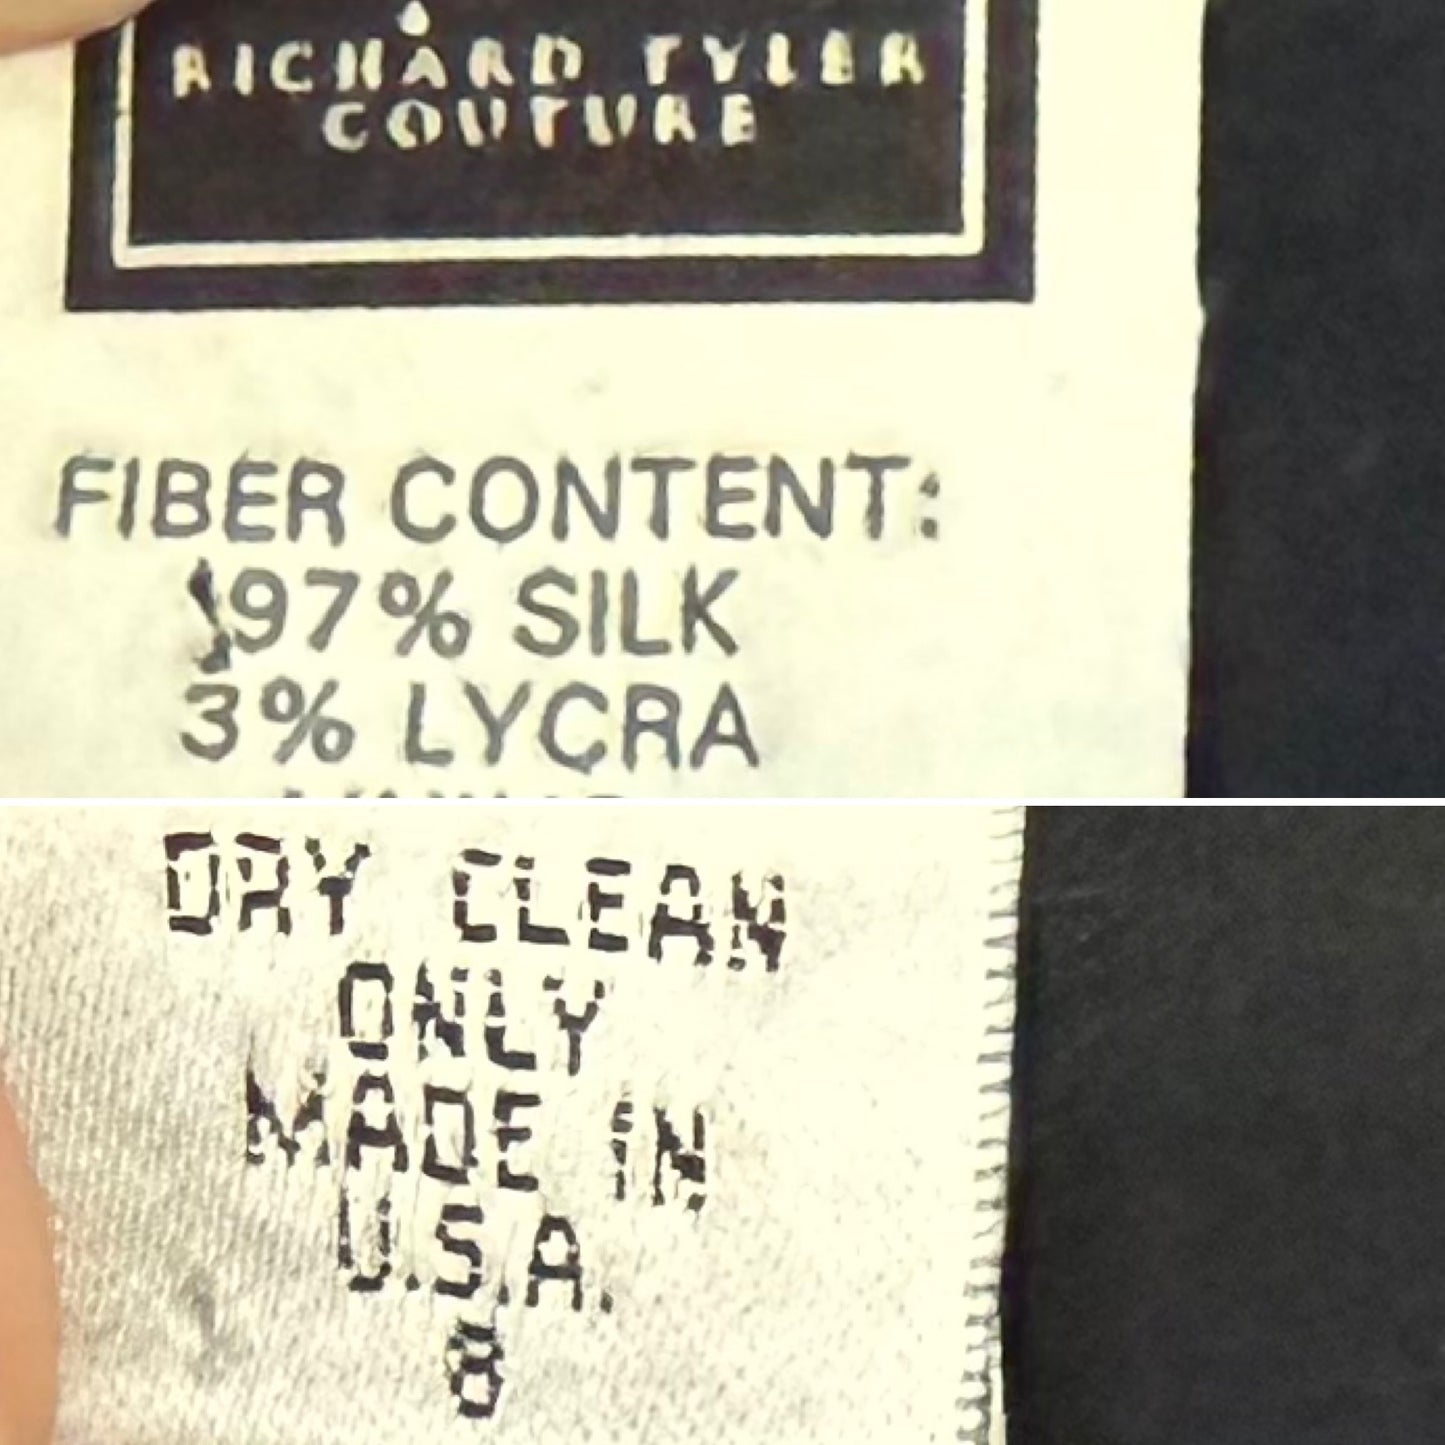 RICHARD TYLER
COUTURE
FIBER CONTENT:
97% SILK
3% LYCRA
DRY CLEAN
ONLY
MADE IN
U.S.A.
8